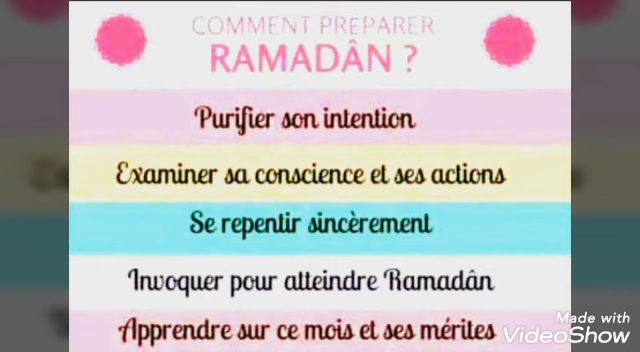 COMMENT PREPARER
RAMADÂN ?
Purifier son intention
Examiner sa conscience et ses actions
Se repentir sincèrement
Invoquer pour atteindre Ramadân
Apprendre sur ce mois et ses mérites
Made with
VideoShow